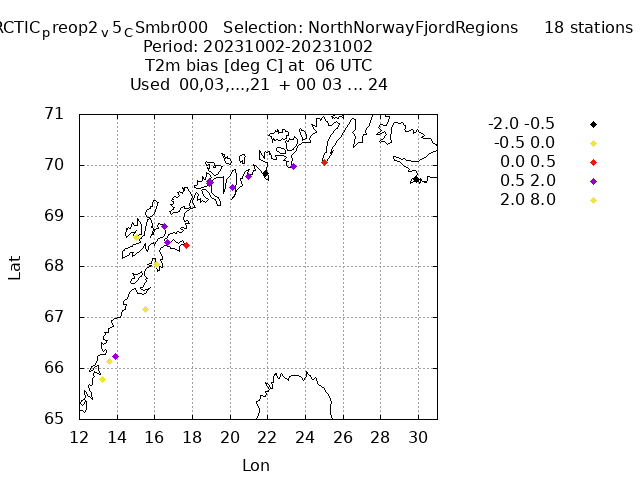 RCTIC_preop2_v5_CSmbr000 Selection: NorthNorwayFjordRegions 18 stations
Period: 20231002-20231002
T2m bias [deg C] at 06 UTC
Used 00,03,...,21 + 00 03 ... 24
-2.0 -0.5
-0.5 0.0
0.0 0.5
0.5 2.0
2.0 8.0
71
70
69
68
67
66
65
Lat
12 14 16 18 20 22 24 26 28 30
Lon